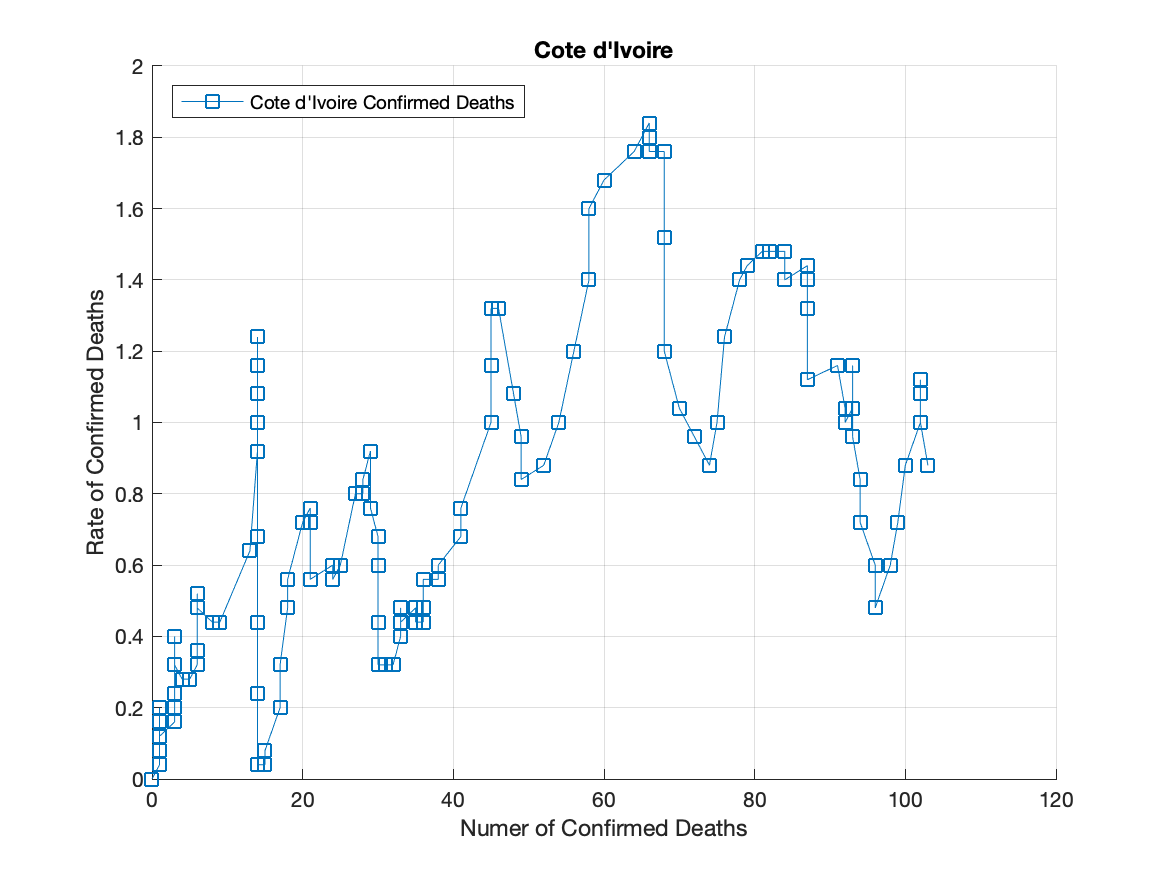 Cote d'Ivoire
Cote d'Ivoire Confirmed Deaths
2
1.8
1.6
1.4
1.2
1
0.8
0.6
0.4
0.2
0
Rate of Confirmed Deaths
0 20 40 60 80 100 120
Numer of Confirmed Deaths